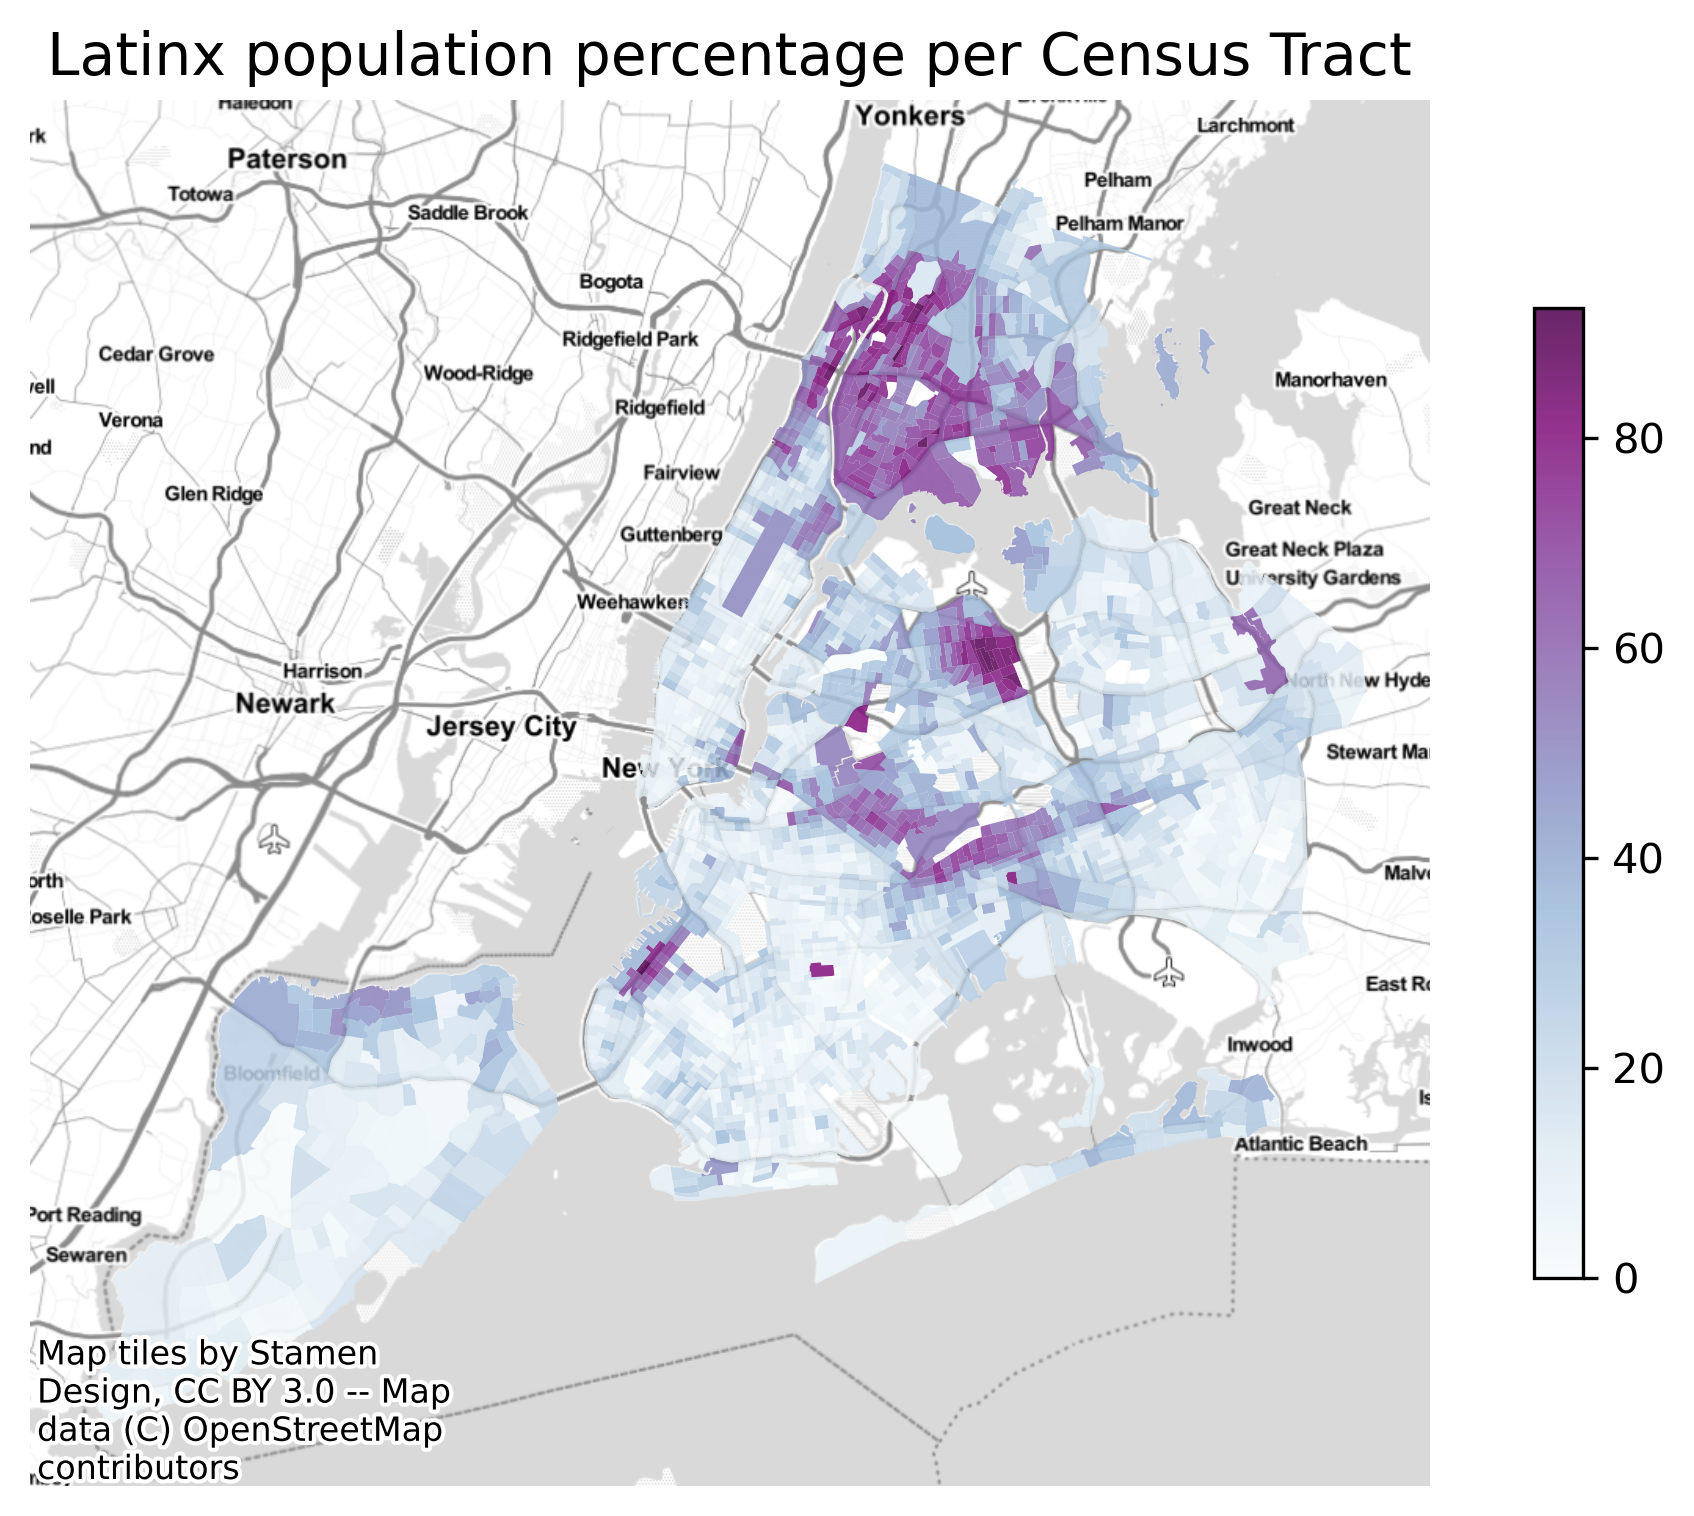 Latinx population percentage per Census Tract
Haledon
Yonkers
Larchmont
rk
Paterson
Totowa
Pelham
Saddle Brook
Pelham Manor
Bogota
Ridgefield Park
Cedar Grove
Wood-Ridge
Manorhaven
vell
Ridgefield
Verona
nd
Fairview
Glen Ridge
Great Neck
Guttenberg
Great Neck Plaza
University Gardens
Weehawken
Harrison
North New Hyde
Newark
Jersey City
Stewart Ma
New York
Malve
orth
oselle Park
East Ro
Inwood
Bloomfield
Is
Atlantic Beach
Port Reading
Sewaren
80
60
40
20
0
Map tiles by Stamen
Design, CC BY 3.0 -- Map
data (C) OpenStreetMap
contributors